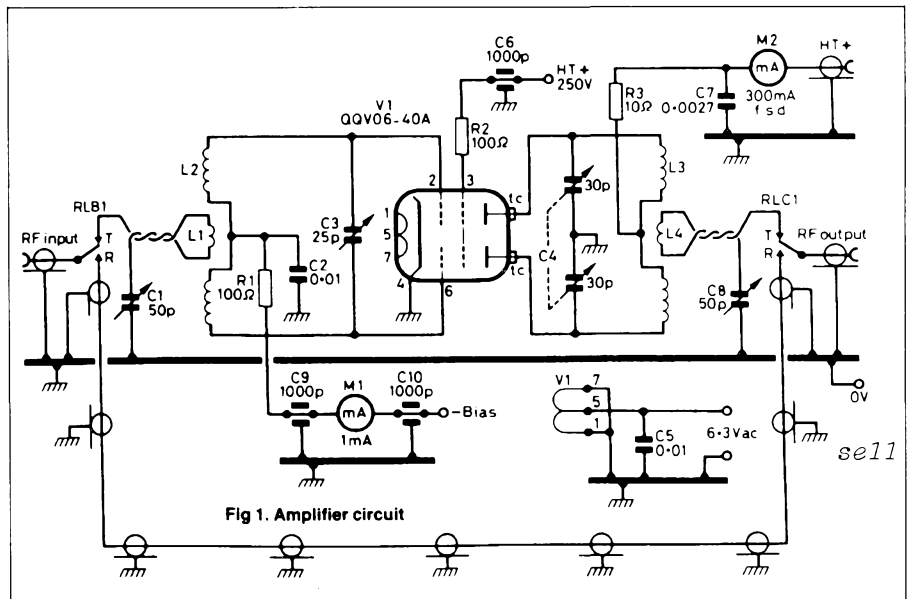 C6
1000p
HT+
250V
M2
mA
300mA
fsd
HT+
V1
QQV06-40A
R2
100Ω
R3
10Ω
C7
0·0027
L2
2
3
tc
30p
L3
RLB1
T
R
RF input
L1
C3
25p
1
5
7
4
6
C4
tc
30p
L4
RLC1
T
R
RF output
C1
50p
R1
100Ω
C2
0·01
C8
50p
C9
1000p
M1
mA
1mA
C10
1000p
-Bias
V1
7
5
1
C5
0·01
6·3Vac
0V
sell
Fig 1. Amplifier circuit